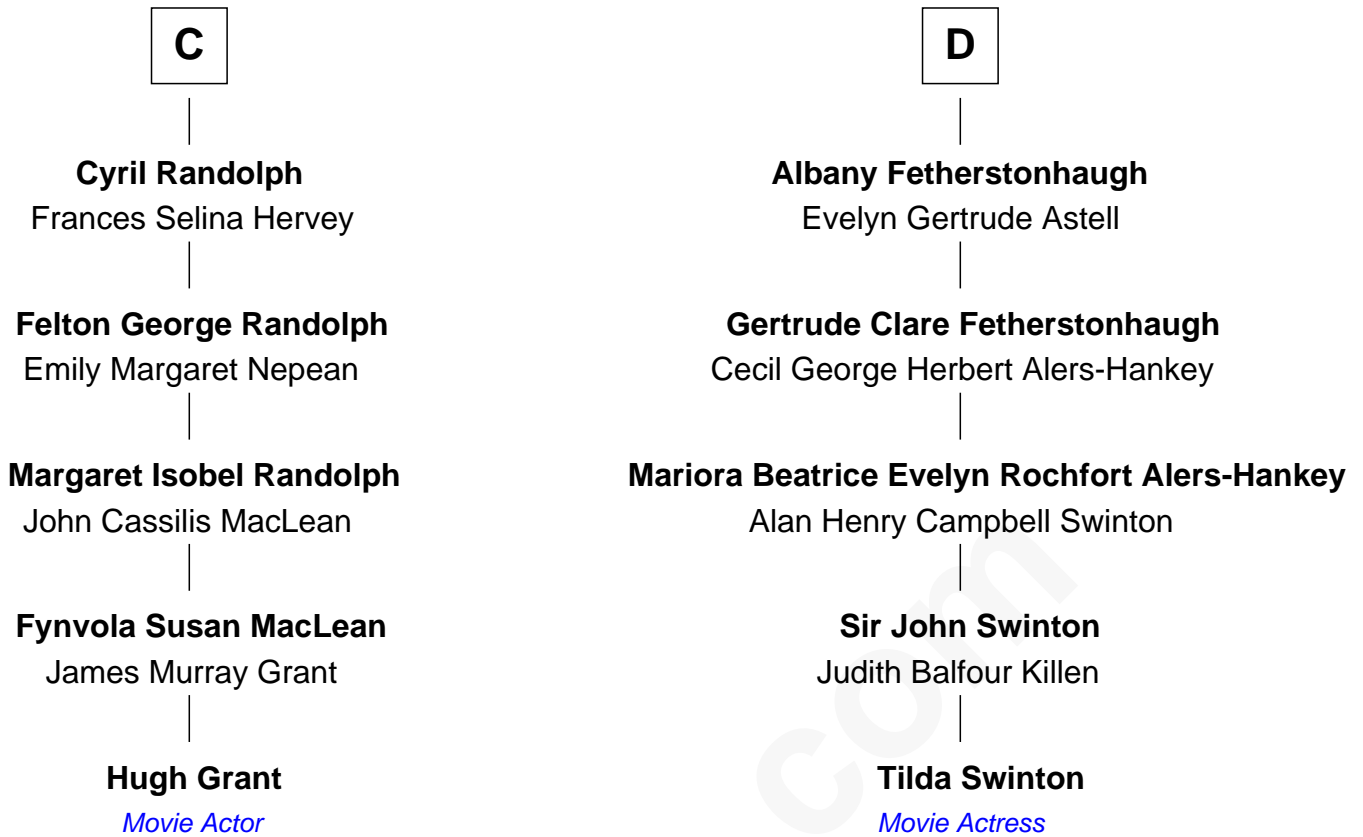 C
Cyril Randolph
Frances Selina Hervey
Felton George Randolph
Emily Margaret Nepean
Margaret Isobel Randolph
John Cassilis MacLean
Fynvola Susan MacLean
James Murray Grant
Hugh Grant
Movie Actor
D
Albany Fetherstonhaugh
Evelyn Gertrude Astell
Gertrude Clare Fetherstonhaugh
Cecil George Herbert Alers-Hankey
Mariora Beatrice Evelyn Rochfort Alers-Hankey
Alan Henry Campbell Swinton
Sir John Swinton
Judith Balfour Killen
Tilda Swinton
Movie Actress
com